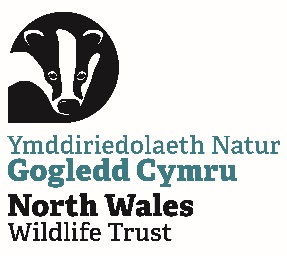 Ymddiriedolaeth Natur
Gogledd Cymru
North Wales
Wildlife Trust